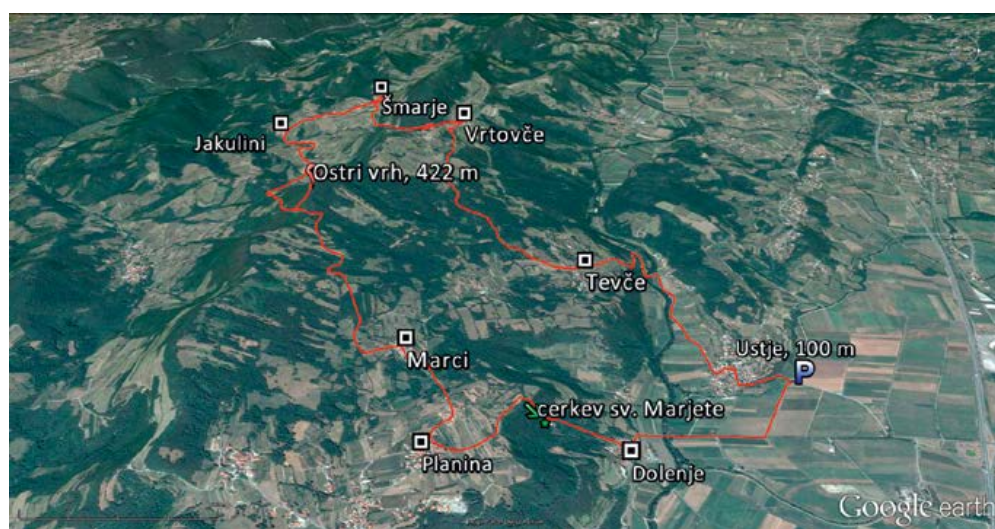 Šmarje
Vrtovče
Jakulini
Ostri vrh, 422 m
Tevče
Ustje, 100 m
P
Marci
cerkev sv. Marjete
Planina
Dolenje
Google earth